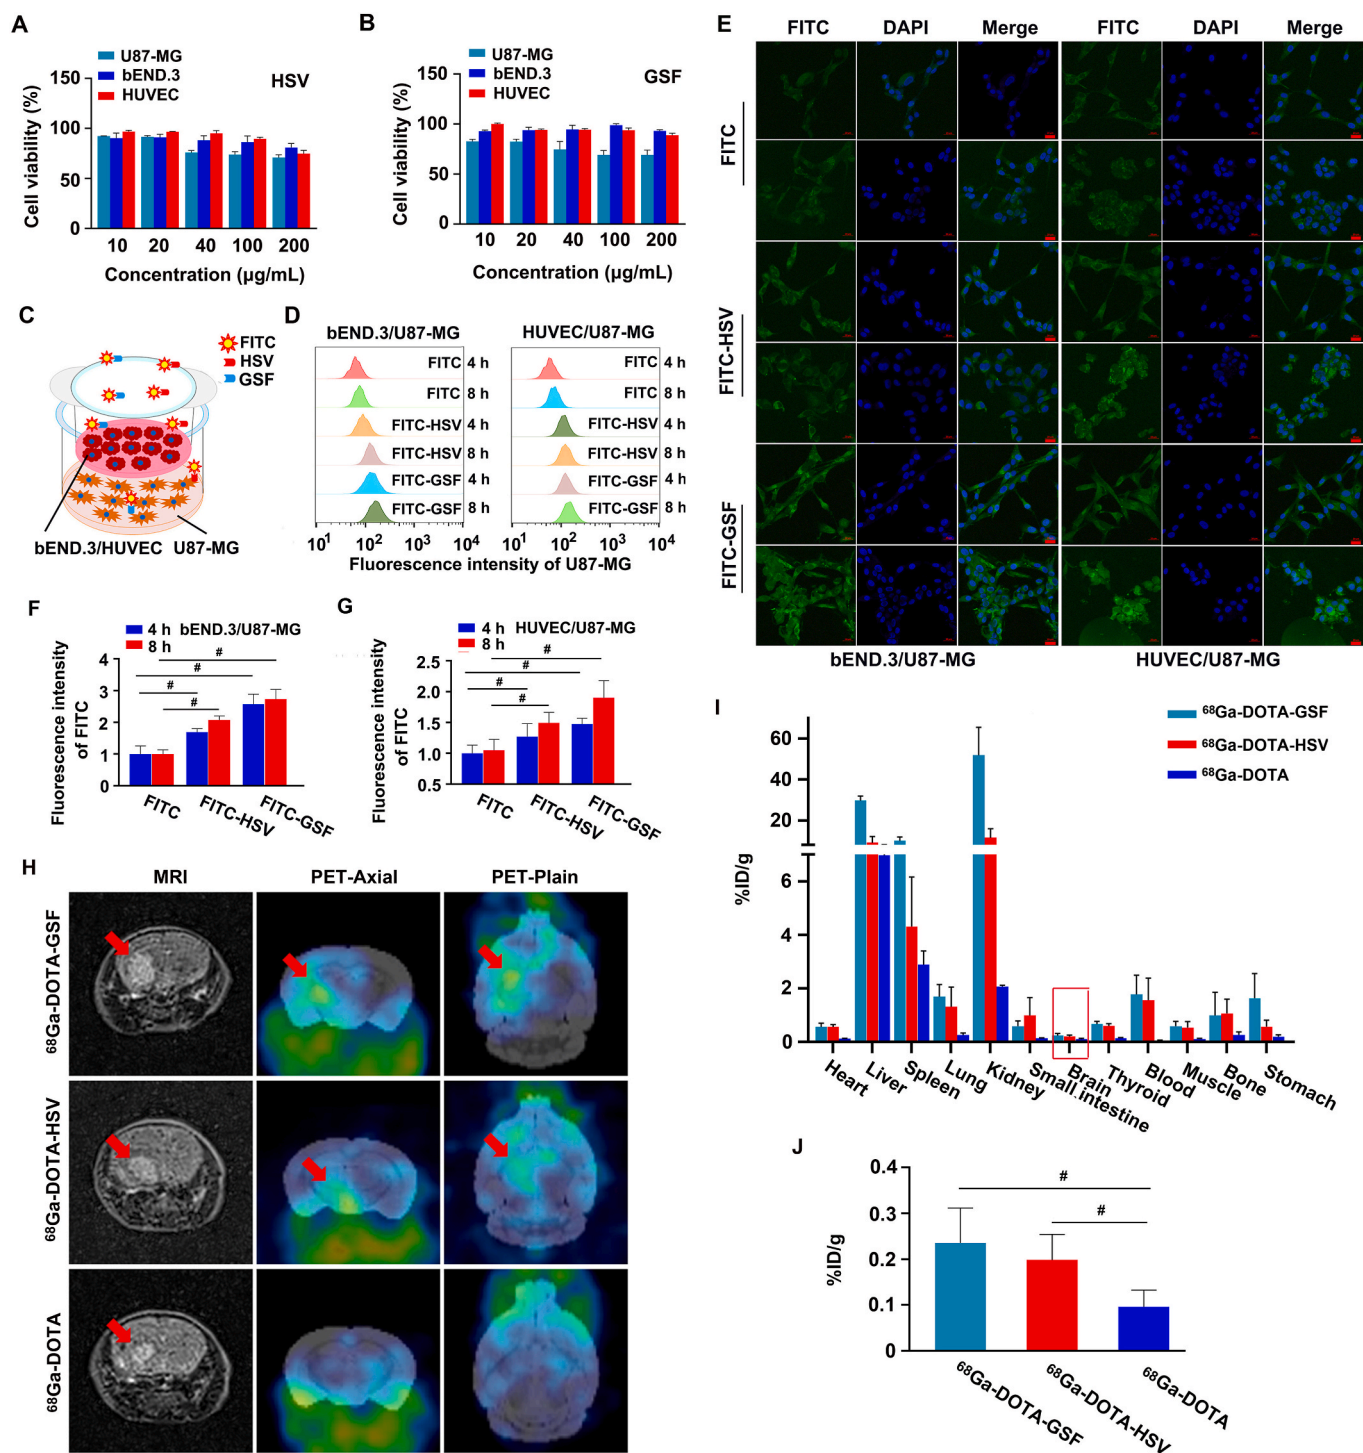 A
U87-MG
bEND.3
HUVEC
HSV
Cell viability (%)
150
100
50
0
10 20 40 100 200
Concentration (μg/mL)
B
U87-MG
bEND.3
HUVEC
GSF
Cell viability (%)
150
100
50
0
10 20 40 100 200
Concentration (μg/mL)
C
FITC
HSV
GSF
bEND.3/HUVEC U87-MG
D
bEND.3/U87-MG HUVEC/U87-MG
FITC 4 h FITC 4 h
FITC 8 h FITC 8 h
FITC-HSV 4 h FITC-HSV 4 h
FITC-HSV 8 h FITC-HSV 8 h
FITC-GSF 4 h FITC-GSF 4 h
FITC-GSF 8 h FITC-GSF 8 h
10¹ 10² 10³ 10⁴ 10¹ 10² 10³ 10⁴
Fluorescence intensity of U87-MG
E
FITC DAPI Merge FITC DAPI Merge
FITC
FITC-HSV
FITC-GSF
bEND.3/U87-MG HUVEC/U87-MG
F
4 h bEND.3/U87-MG
8 h
Fluorescence intensity
of FITC
4
3
2
1
0
#
#
#
#
FITC
FITC-HSV
FITC-GSF
G
4 h HUVEC/U87-MG
8 h
Fluorescence intensity
of FITC
2.5
2.0
1.5
1.0
0.5
#
#
#
#
FITC
FITC-HSV
FITC-GSF
H
MRI PET-Axial PET-Plain
⁶⁸Ga-DOTA-GSF
⁶⁸Ga-DOTA-HSV
⁶⁸Ga-DOTA
I
⁶⁸Ga-DOTA-GSF
⁶⁸Ga-DOTA-HSV
⁶⁸Ga-DOTA
%ID/g
60
40
20
6
4
2
0
Heart
Liver
Spleen
Lung
Kidney
Small.intestine
Brain
Thyroid
Blood
Muscle
Bone
Stomach
J
%ID/g
0.4
0.3
0.2
0.1
0
#
#
⁶⁸Ga-DOTA-GSF
⁶⁸Ga-DOTA-HSV
⁶⁸Ga-DOTA